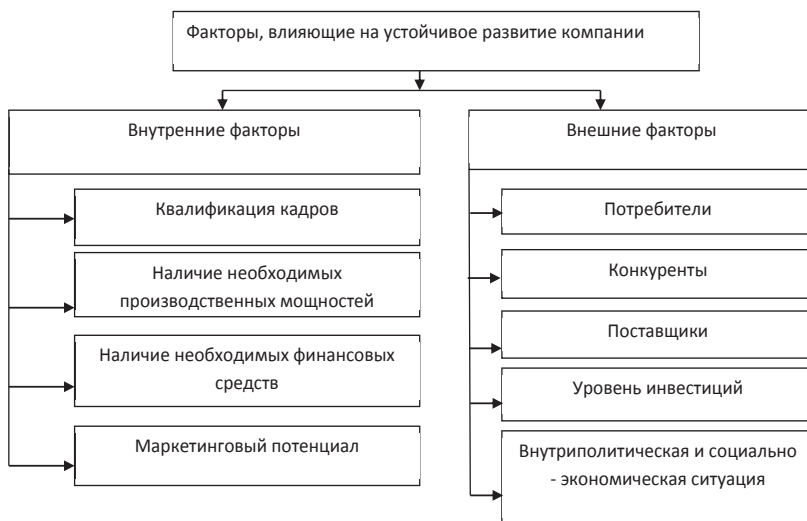 Факторы, влияющие на устойчивое развитие компании
Внутренние факторы
Квалификация кадров
Наличие необходимых
производственных мощностей
Наличие необходимых финансовых
средств
Маркетинговый потенциал
Внешние факторы
Потребители
Конкуренты
Поставщики
Уровень инвестиций
Внутриполитическая и социально
- экономическая ситуация